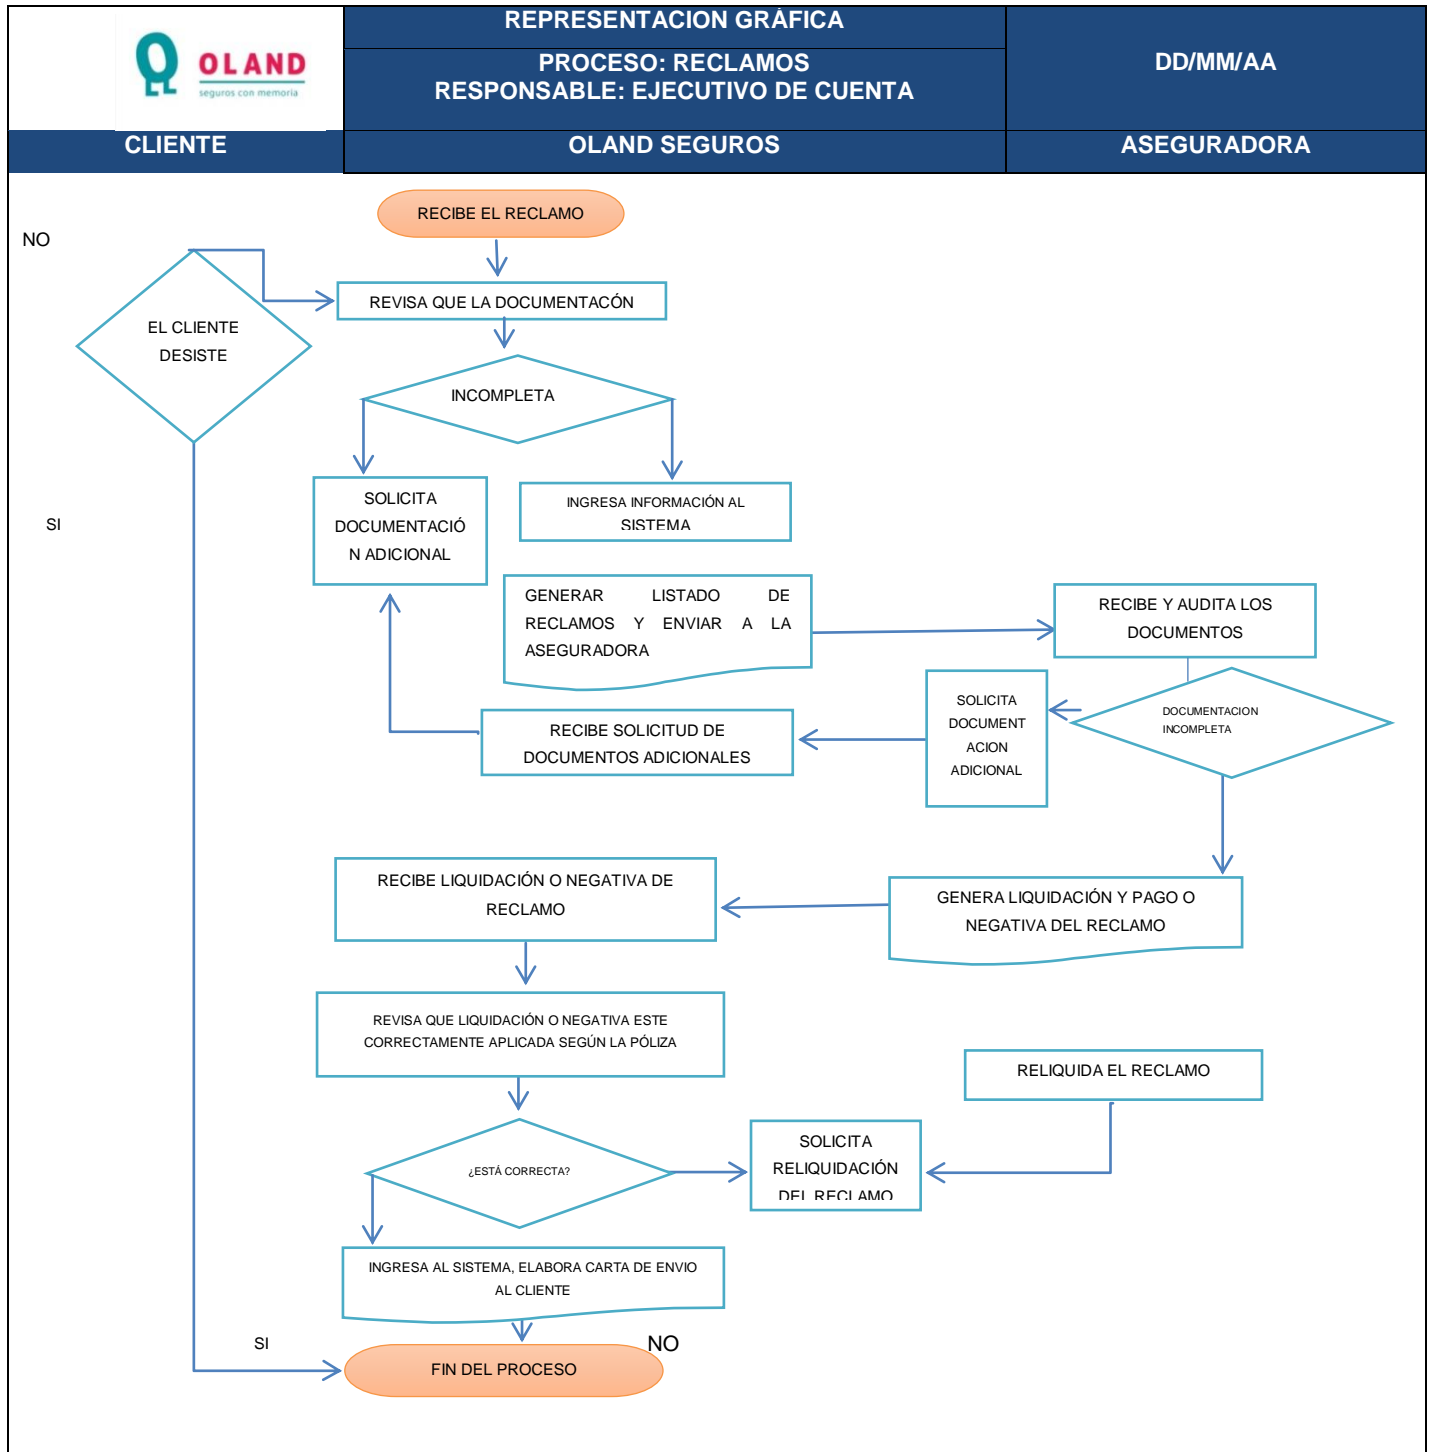 OLAND
seguros con memoria
REPRESENTACION GRÁFICA
PROCESO: RECLAMOS
RESPONSABLE: EJECUTIVO DE CUENTA
DD/MM/AA
CLIENTE
OLAND SEGUROS
ASEGURADORA
RECIBE EL RECLAMO
NO
REVISA QUE LA DOCUMENTACÓN
EL CLIENTE
DESISTE
INCOMPLETA
SOLICITA
DOCUMENTACIÓ
N ADICIONAL
INGRESA INFORMACIÓN AL
SISTEMA
SI
GENERAR LISTADO DE
RECLAMOS Y ENVIAR A LA
ASEGURADORA
RECIBE Y AUDITA LOS
DOCUMENTOS
SOLICITA
DOCUMENT
ACION
ADICIONAL
DOCUMENTACION
INCOMPLETA
RECIBE SOLICITUD DE
DOCUMENTOS ADICIONALES
RECIBE LIQUIDACIÓN O NEGATIVA DE
RECLAMO
GENERA LIQUIDACIÓN Y PAGO O
NEGATIVA DEL RECLAMO
REVISA QUE LIQUIDACIÓN O NEGATIVA ESTE
CORRECTAMENTE APLICADA SEGÚN LA PÓLIZA
RELIQUIDA EL RECLAMO
¿ESTÁ CORRECTA?
SOLICITA
RELIQUIDACIÓN
DEL RECLAMO
INGRESA AL SISTEMA, ELABORA CARTA DE ENVIO
AL CLIENTE
SI
NO
FIN DEL PROCESO